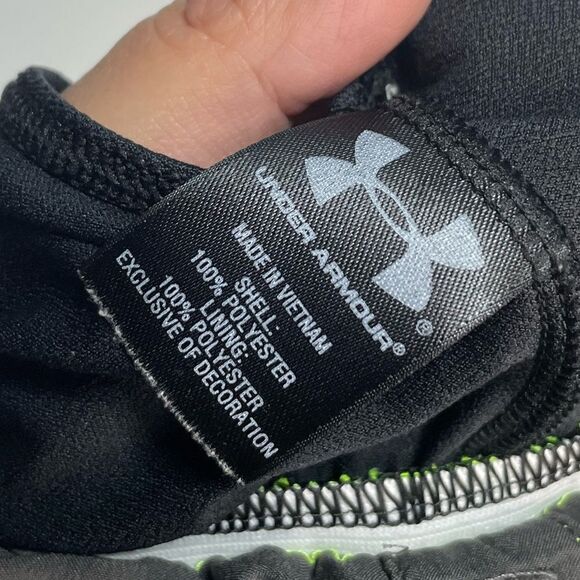 UNDER ARMOUR®
MADE IN VIETNAM
SHELL:
100% POLYESTER
LINING:
100% POLYESTER
EXCLUSIVE OF DECORATION